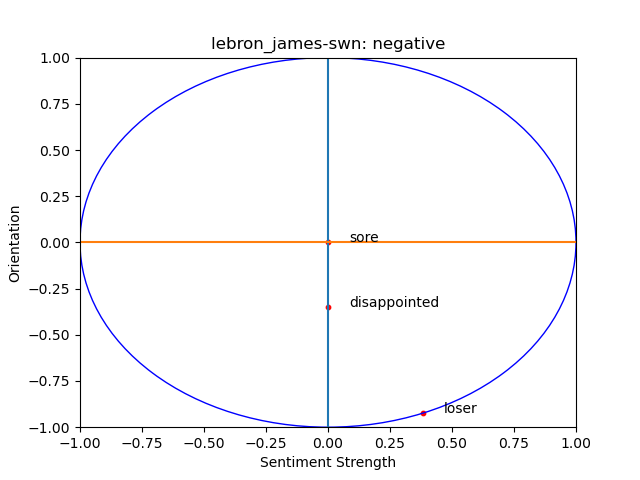 lebron_james-swn: negative
1.00
0.75
0.50
0.25
0.00
−0.25
−0.50
−0.75
−1.00
Orientation
sore
disappointed
loser
−1.00 −0.75 −0.50 −0.25 0.00 0.25 0.50 0.75 1.00
Sentiment Strength